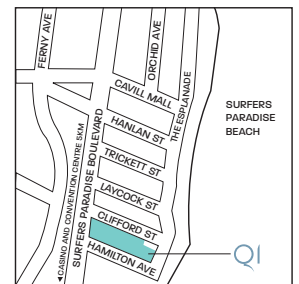 FERNY AVE
ORCHID AVE
CAVILL MALL
THE ESPLANADE
SURFERS
PARADISE
BEACH
HANLAN ST
TRICKETT ST
LAYCOCK ST
CLIFFORD ST
HAMILTON AVE
SURFERS PARADISE BOULEVARD
◀CASINO AND CONVENTION CENTRE 5KM
Q1